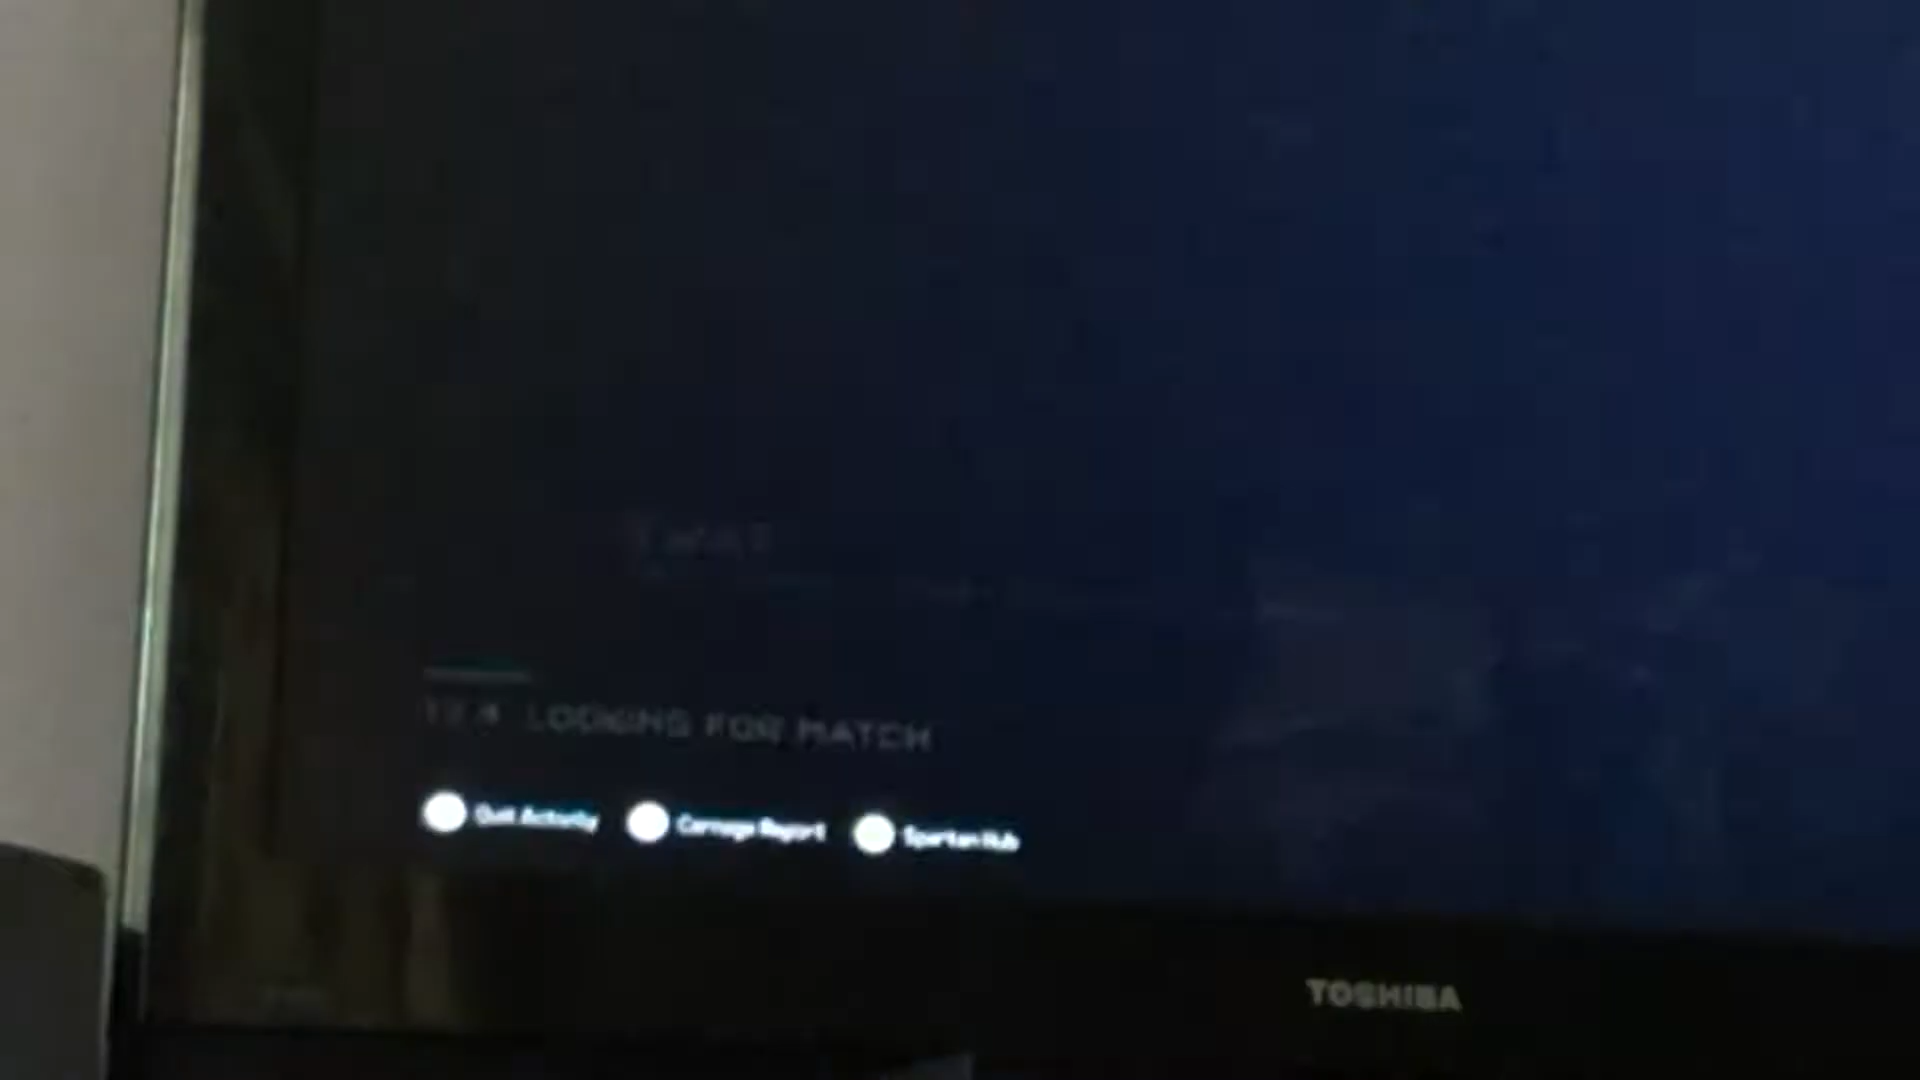 LOOKING FOR MATCH
Quit Activity Carnage Report Spartan Hub
TOSHIBA